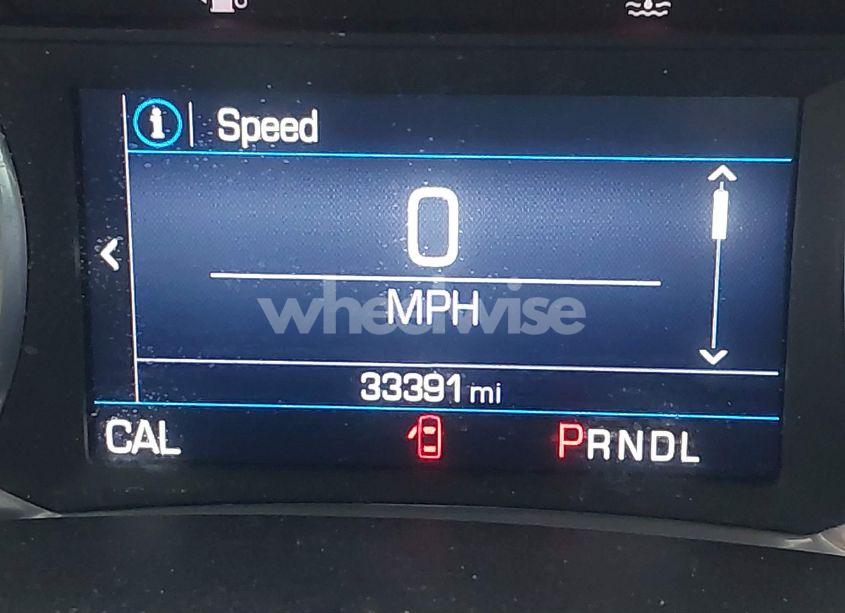 Speed
0
MPH
wheelwise
33391 mi
CAL
PRNDL